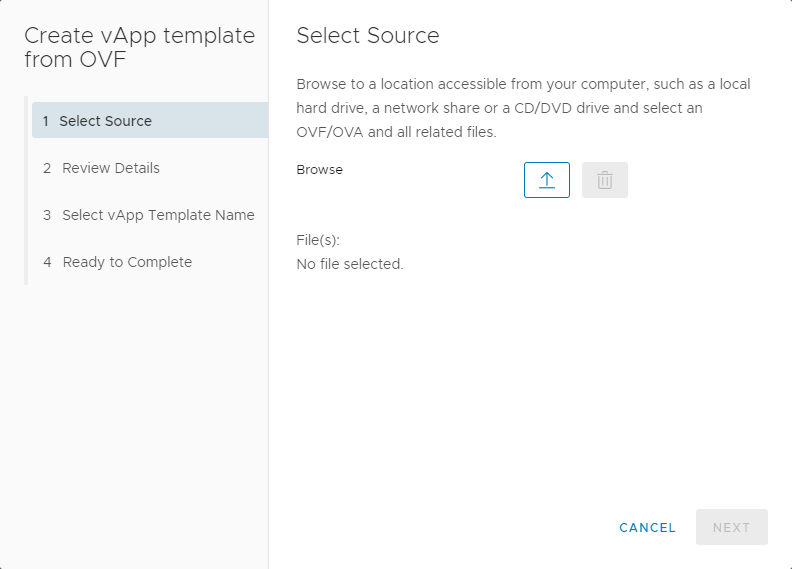 Create vApp template
from OVF
1 Select Source
2 Review Details
3 Select vApp Template Name
4 Ready to Complete
Select Source
Browse to a location accessible from your computer, such as a local
hard drive, a network share or a CD/DVD drive and select an
OVF/OVA and all related files.
Browse
File(s):
No file selected.
CANCEL
NEXT